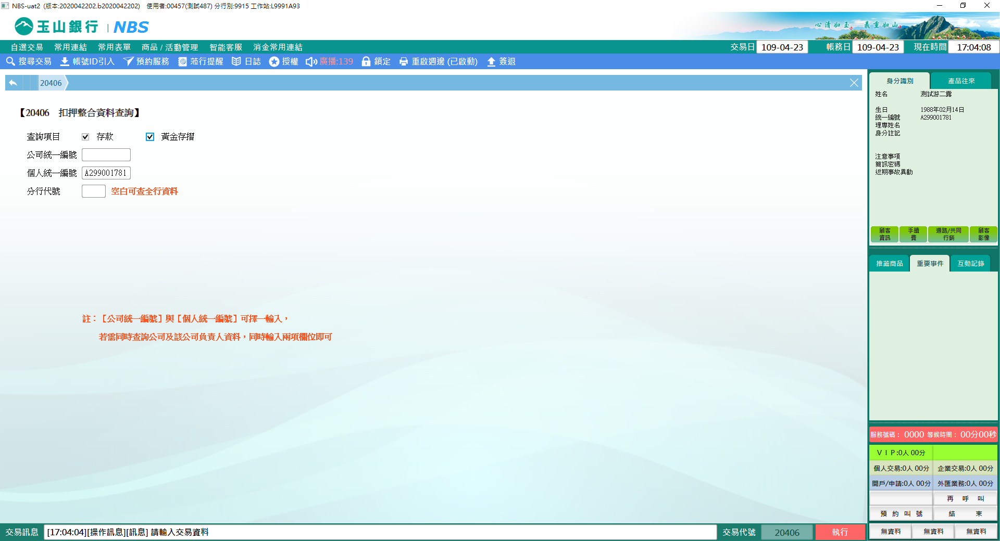 NBS-uat2 (版本:2020042202.b2020042202) 使用者:00457(測試487) 分行別:9915 工作站:L9991A93
玉山銀行 | NBS
心清如玉 義重如山
自選交易 常用連結 常用表單 商品 / 活動管理 智能客服 消金常用連結 交易日 109-04-23 帳務日 109-04-23 現在時間 17:04:08
搜尋交易 帳號ID引入 預約服務 蒞行提醒 日誌 授權 廣播:139 鎖定 重啟週邊 (已啟動) 簽退
20406
【20406 扣押整合資料查詢】
查詢項目 存款 黃金存摺
公司統一編號
個人統一編號 A299001781
分行代號 空白可查全行資料
註：［公司統一編號］與［個人統一編號］可擇一輸入，
若需同時查詢公司及該公司負責人資料，同時輸入兩項欄位即可
身分識別 產品往來
姓名 測試游二露
生日 1988年02月14日
統一編號 A299001781
理專姓名
身分註記
注意事項
簡訊密碼
近期事故異動
顧客資訊 手續費 通路/共同行銷 顧客影像
推薦商品 重要事件 互動記錄
服務號碼： 0000 等候時間： 00分00秒
ＶＩＰ:0人 00分
個人交易:0人 00分 企業交易:0人 00分
開戶/申請:0人 00分 外匯業務:0人 00分
再 呼 叫
預 約 叫 號 結 束
無資料 無資料 無資料
交易訊息 [17:04:04][操作訊息][訊息] 請輸入交易資料 交易代號 20406 執行